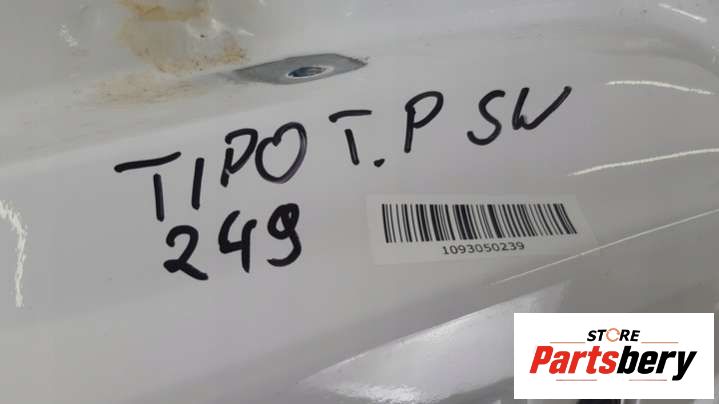 TIPO T.P SW
249
1093050239
STORE
Partsbery